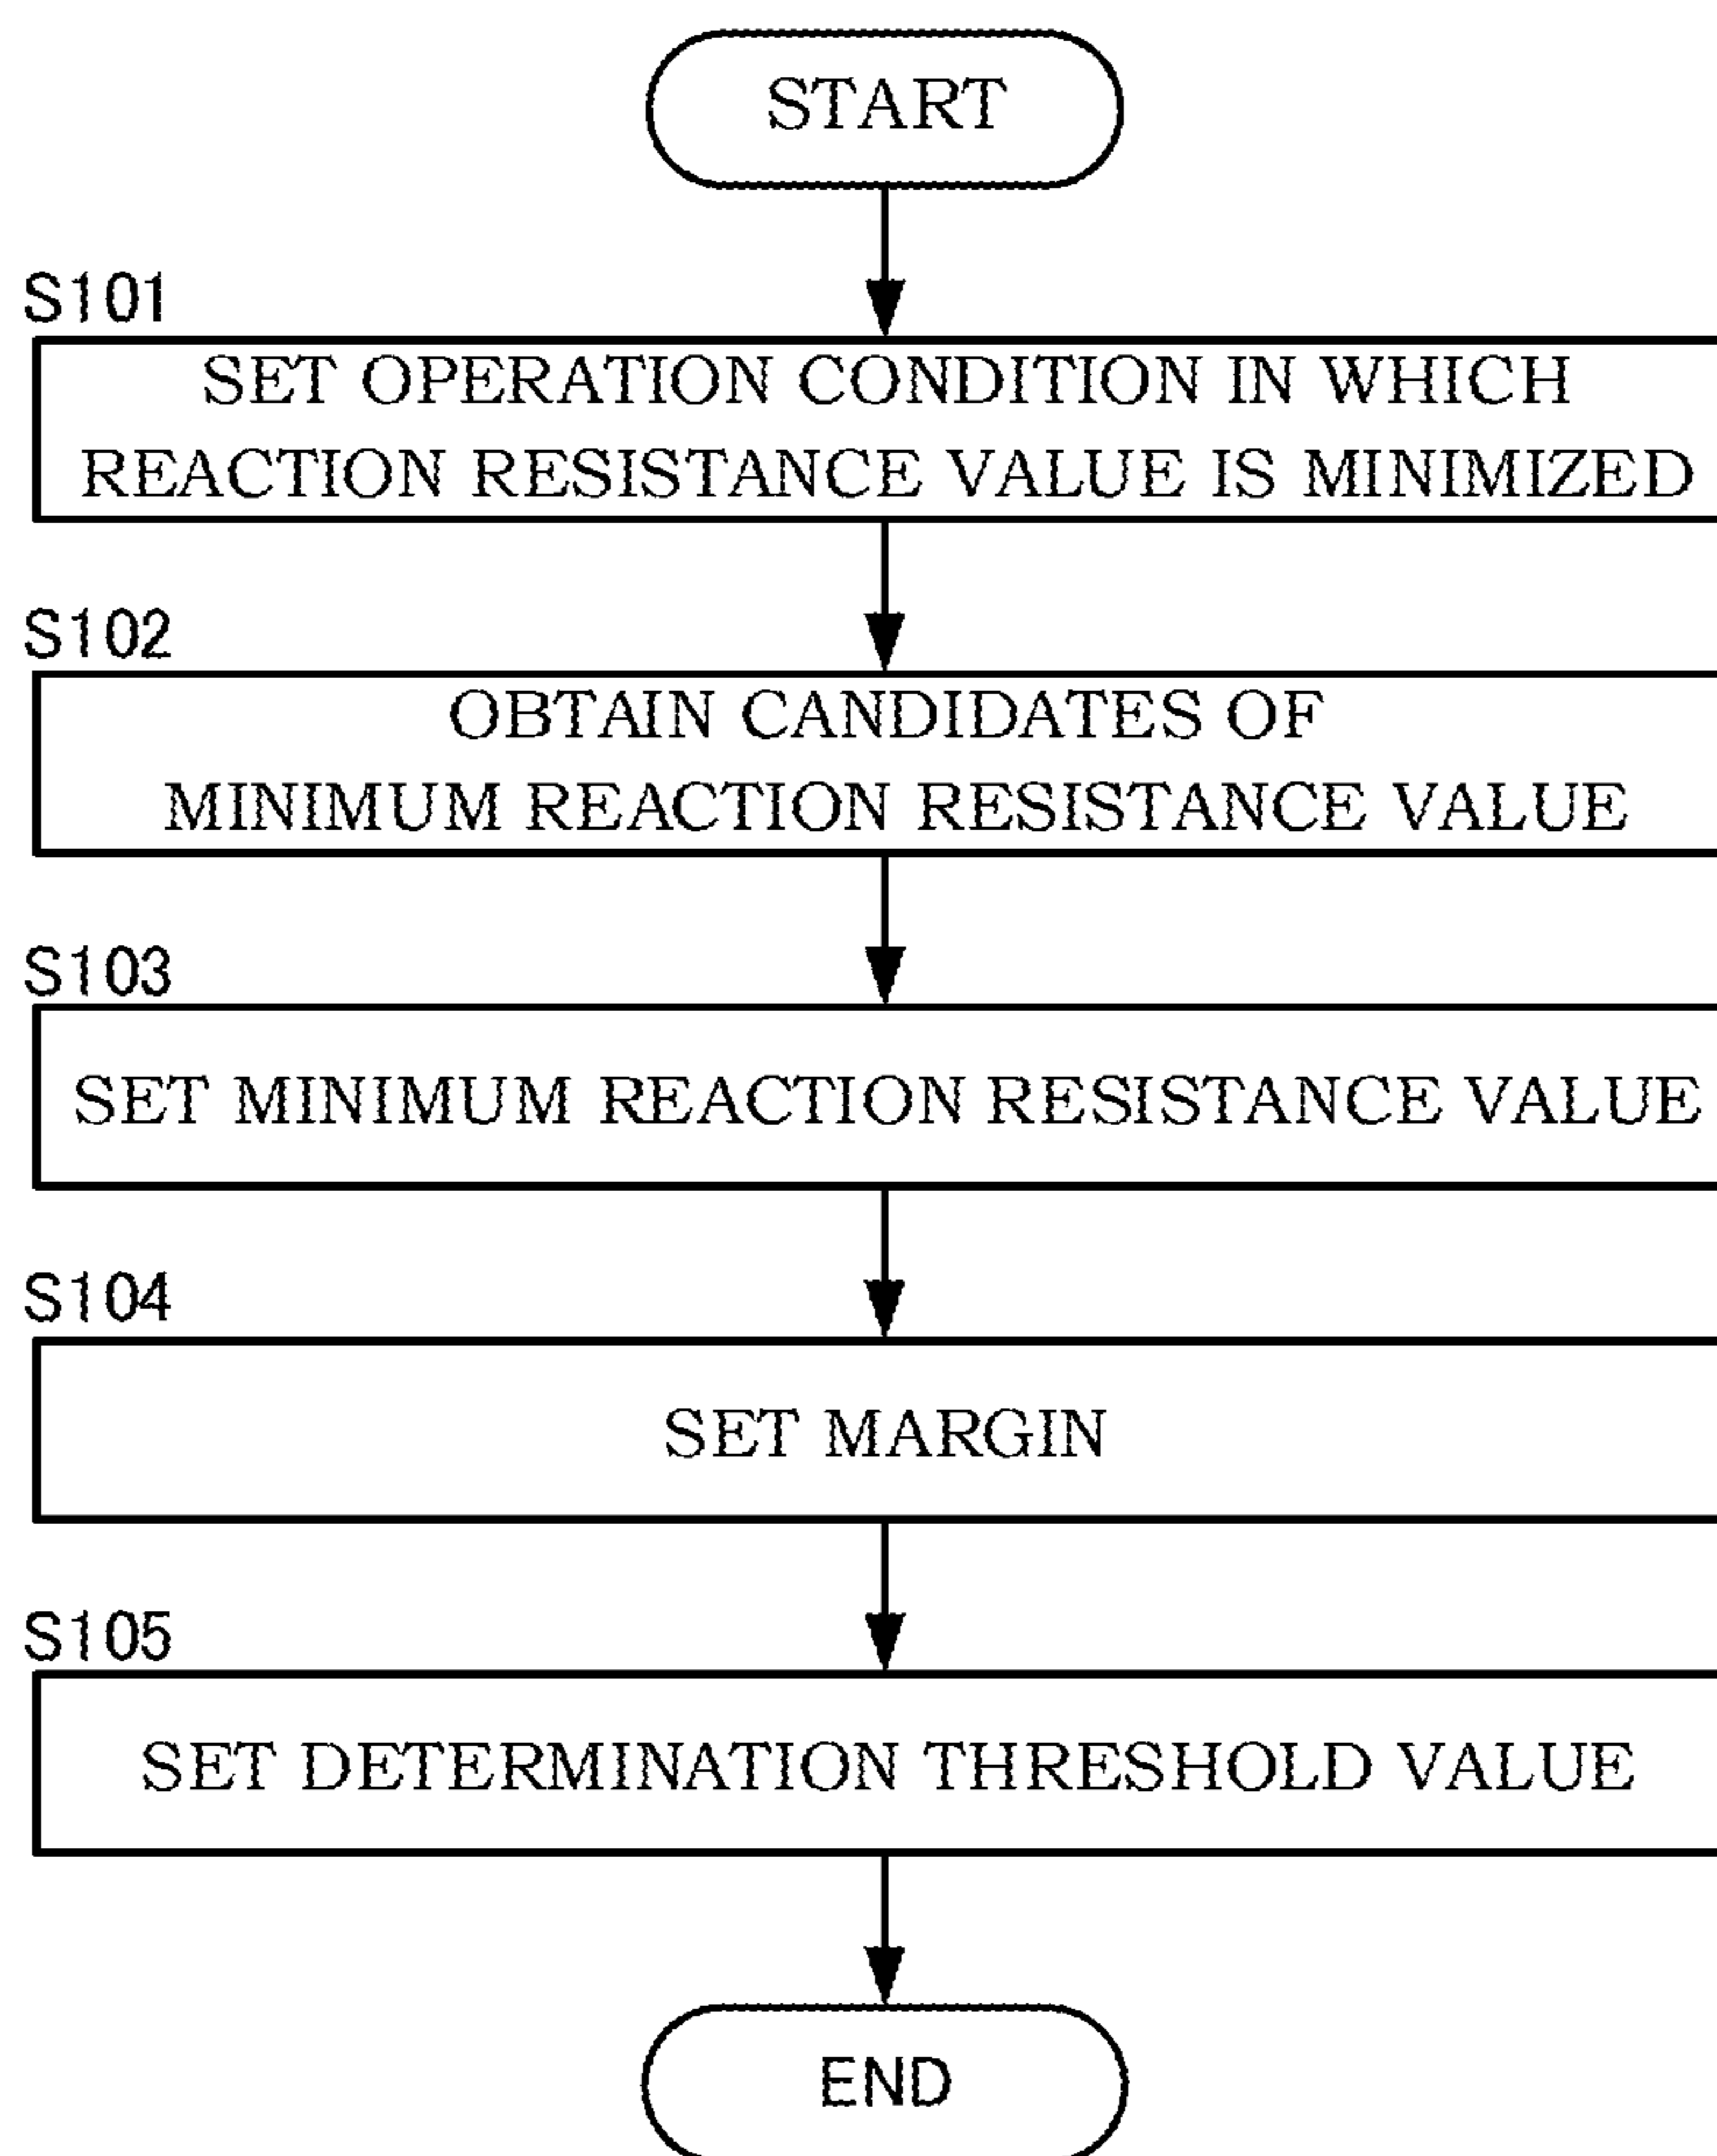 START
S101
SET OPERATION CONDITION IN WHICH
REACTION RESISTANCE VALUE IS MINIMIZED
S102
OBTAIN CANDIDATES OF
MINIMUM REACTION RESISTANCE VALUE
S103
SET MINIMUM REACTION RESISTANCE VALUE
S104
SET MARGIN
S105
SET DETERMINATION THRESHOLD VALUE
END